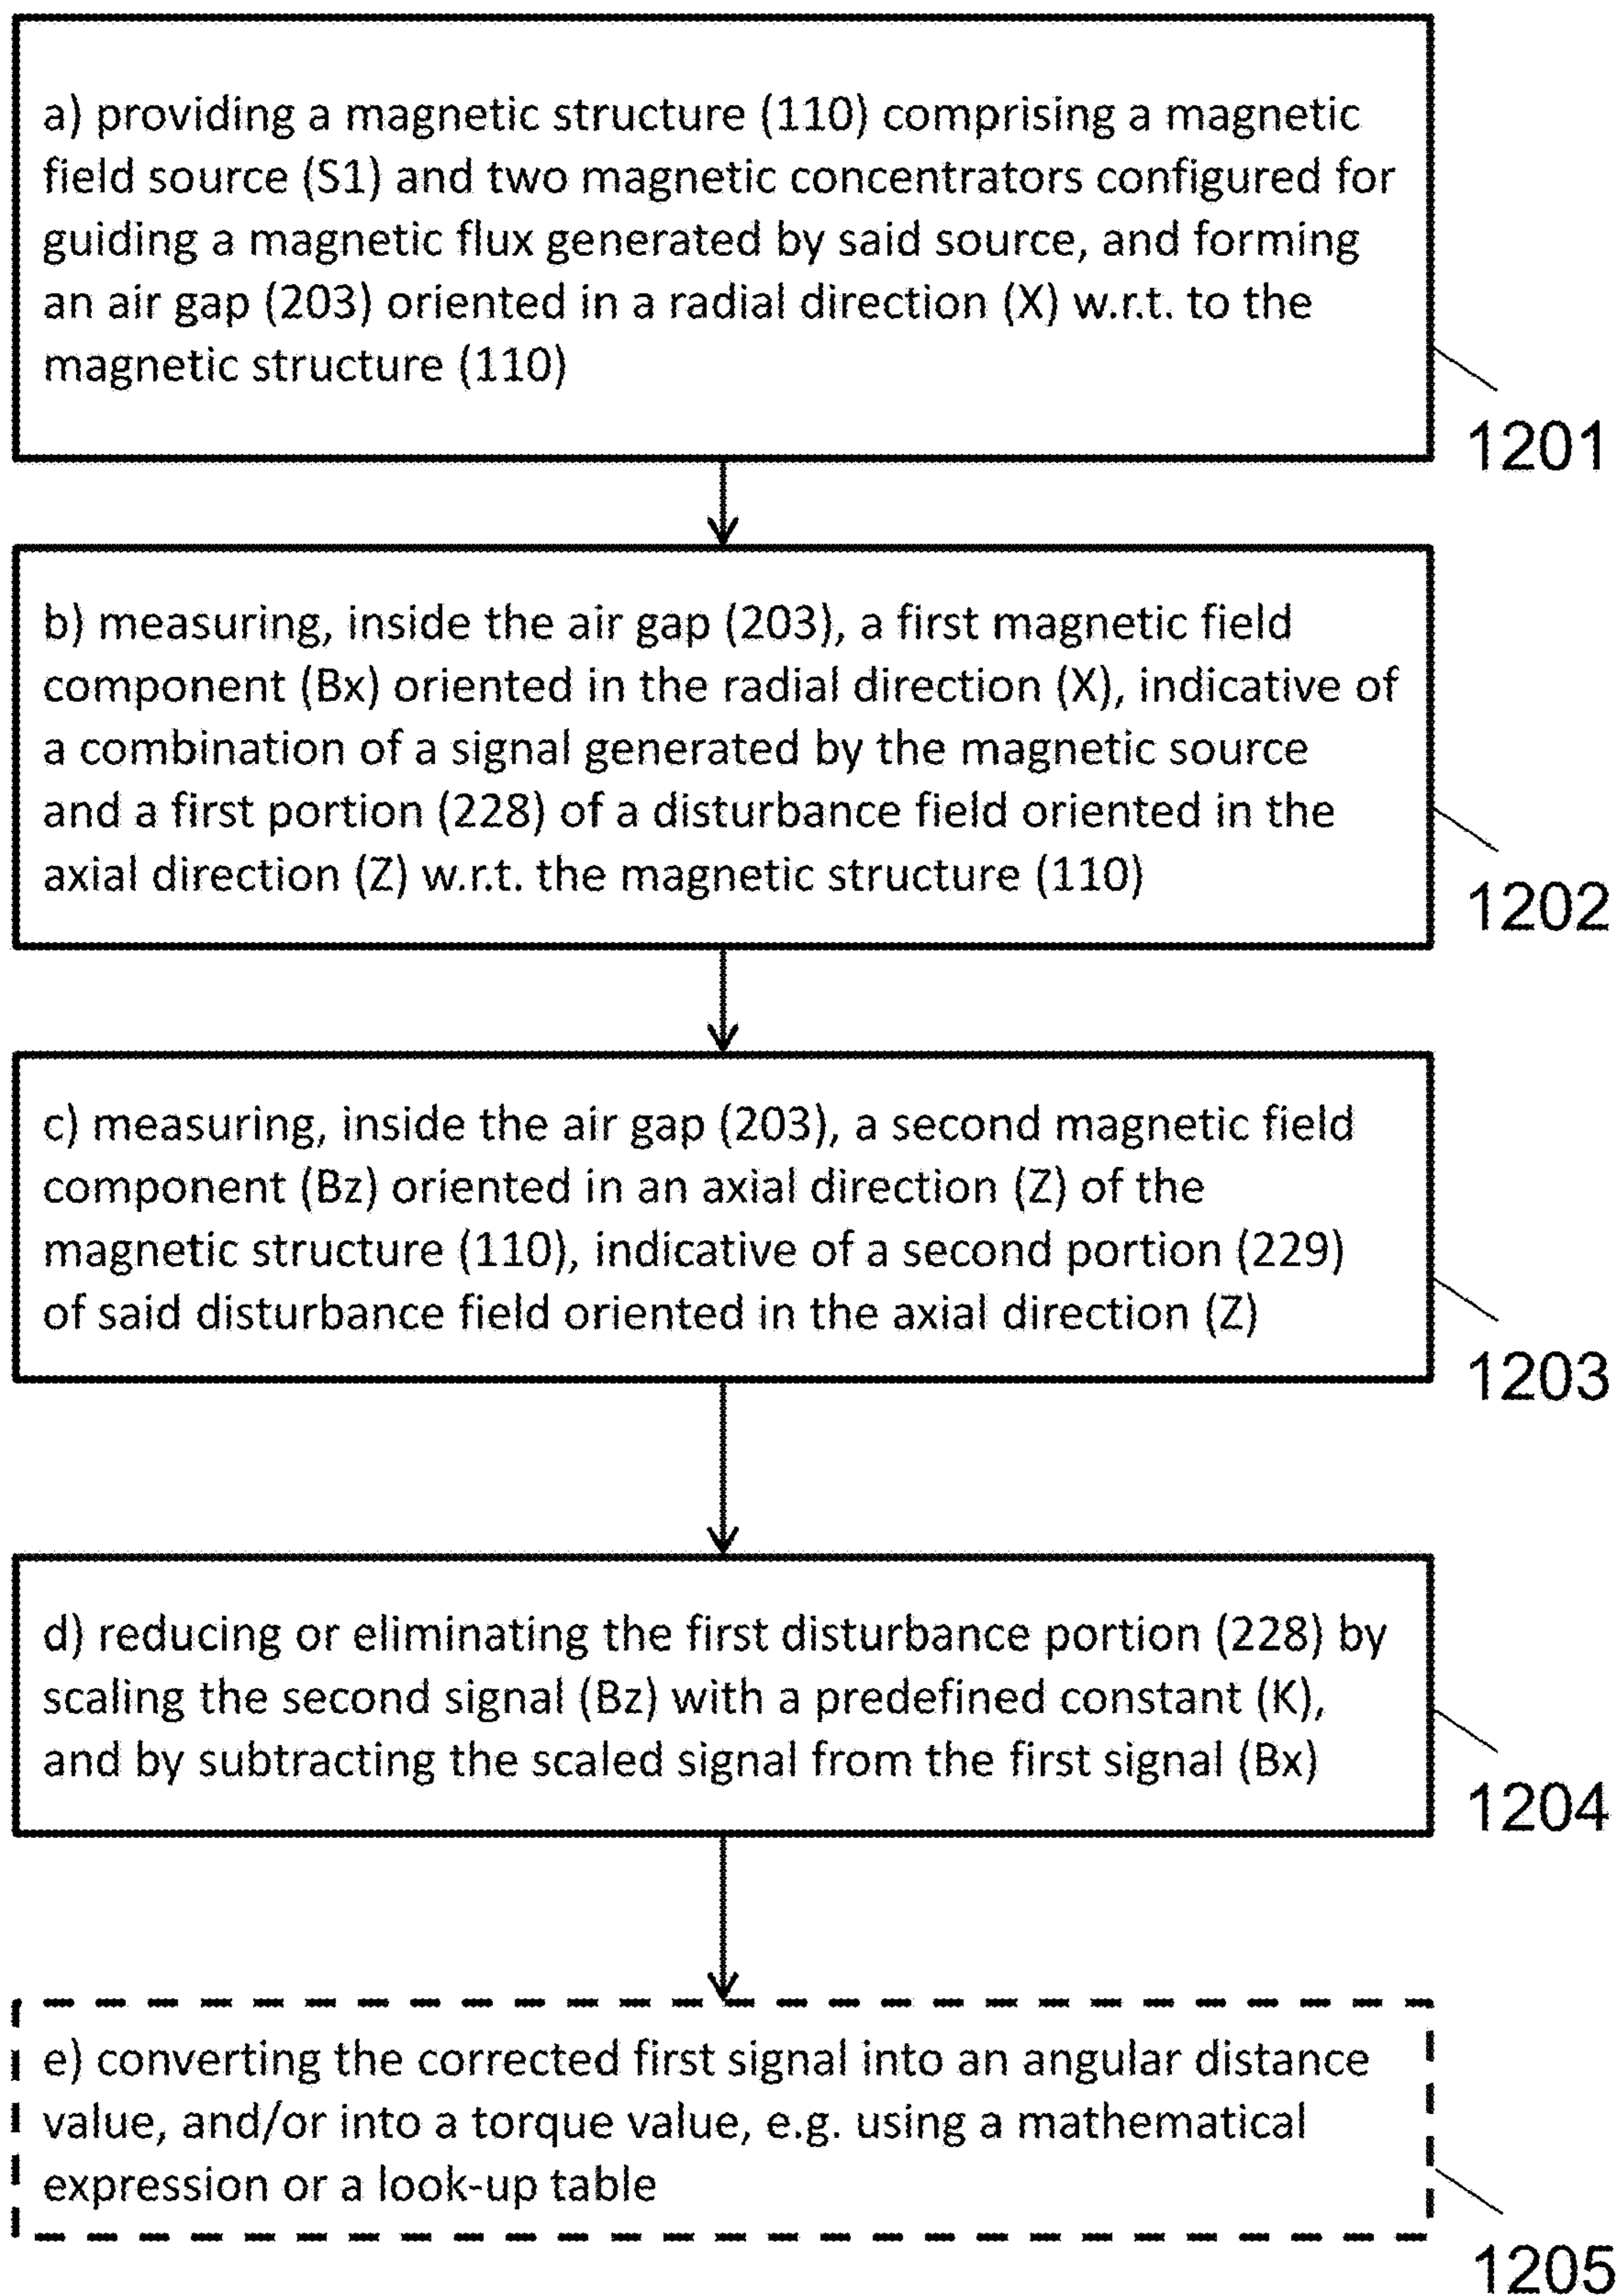 a) providing a magnetic structure (110) comprising a magnetic
field source (S1) and two magnetic concentrators configured for
guiding a magnetic flux generated by said source, and forming
an air gap (203) oriented in a radial direction (X) w.r.t. to the
magnetic structure (110)
1201
b) measuring, inside the air gap (203), a first magnetic field
component (Bx) oriented in the radial direction (X), indicative of
a combination of a signal generated by the magnetic source
and a first portion (228) of a disturbance field oriented in the
axial direction (Z) w.r.t. the magnetic structure (110)
1202
c) measuring, inside the air gap (203), a second magnetic field
component (Bz) oriented in an axial direction (Z) of the
magnetic structure (110), indicative of a second portion (229)
of said disturbance field oriented in the axial direction (Z)
1203
d) reducing or eliminating the first disturbance portion (228) by
scaling the second signal (Bz) with a predefined constant (K),
and by subtracting the scaled signal from the first signal (Bx)
1204
e) converting the corrected first signal into an angular distance
value, and/or into a torque value, e.g. using a mathematical
expression or a look-up table
1205